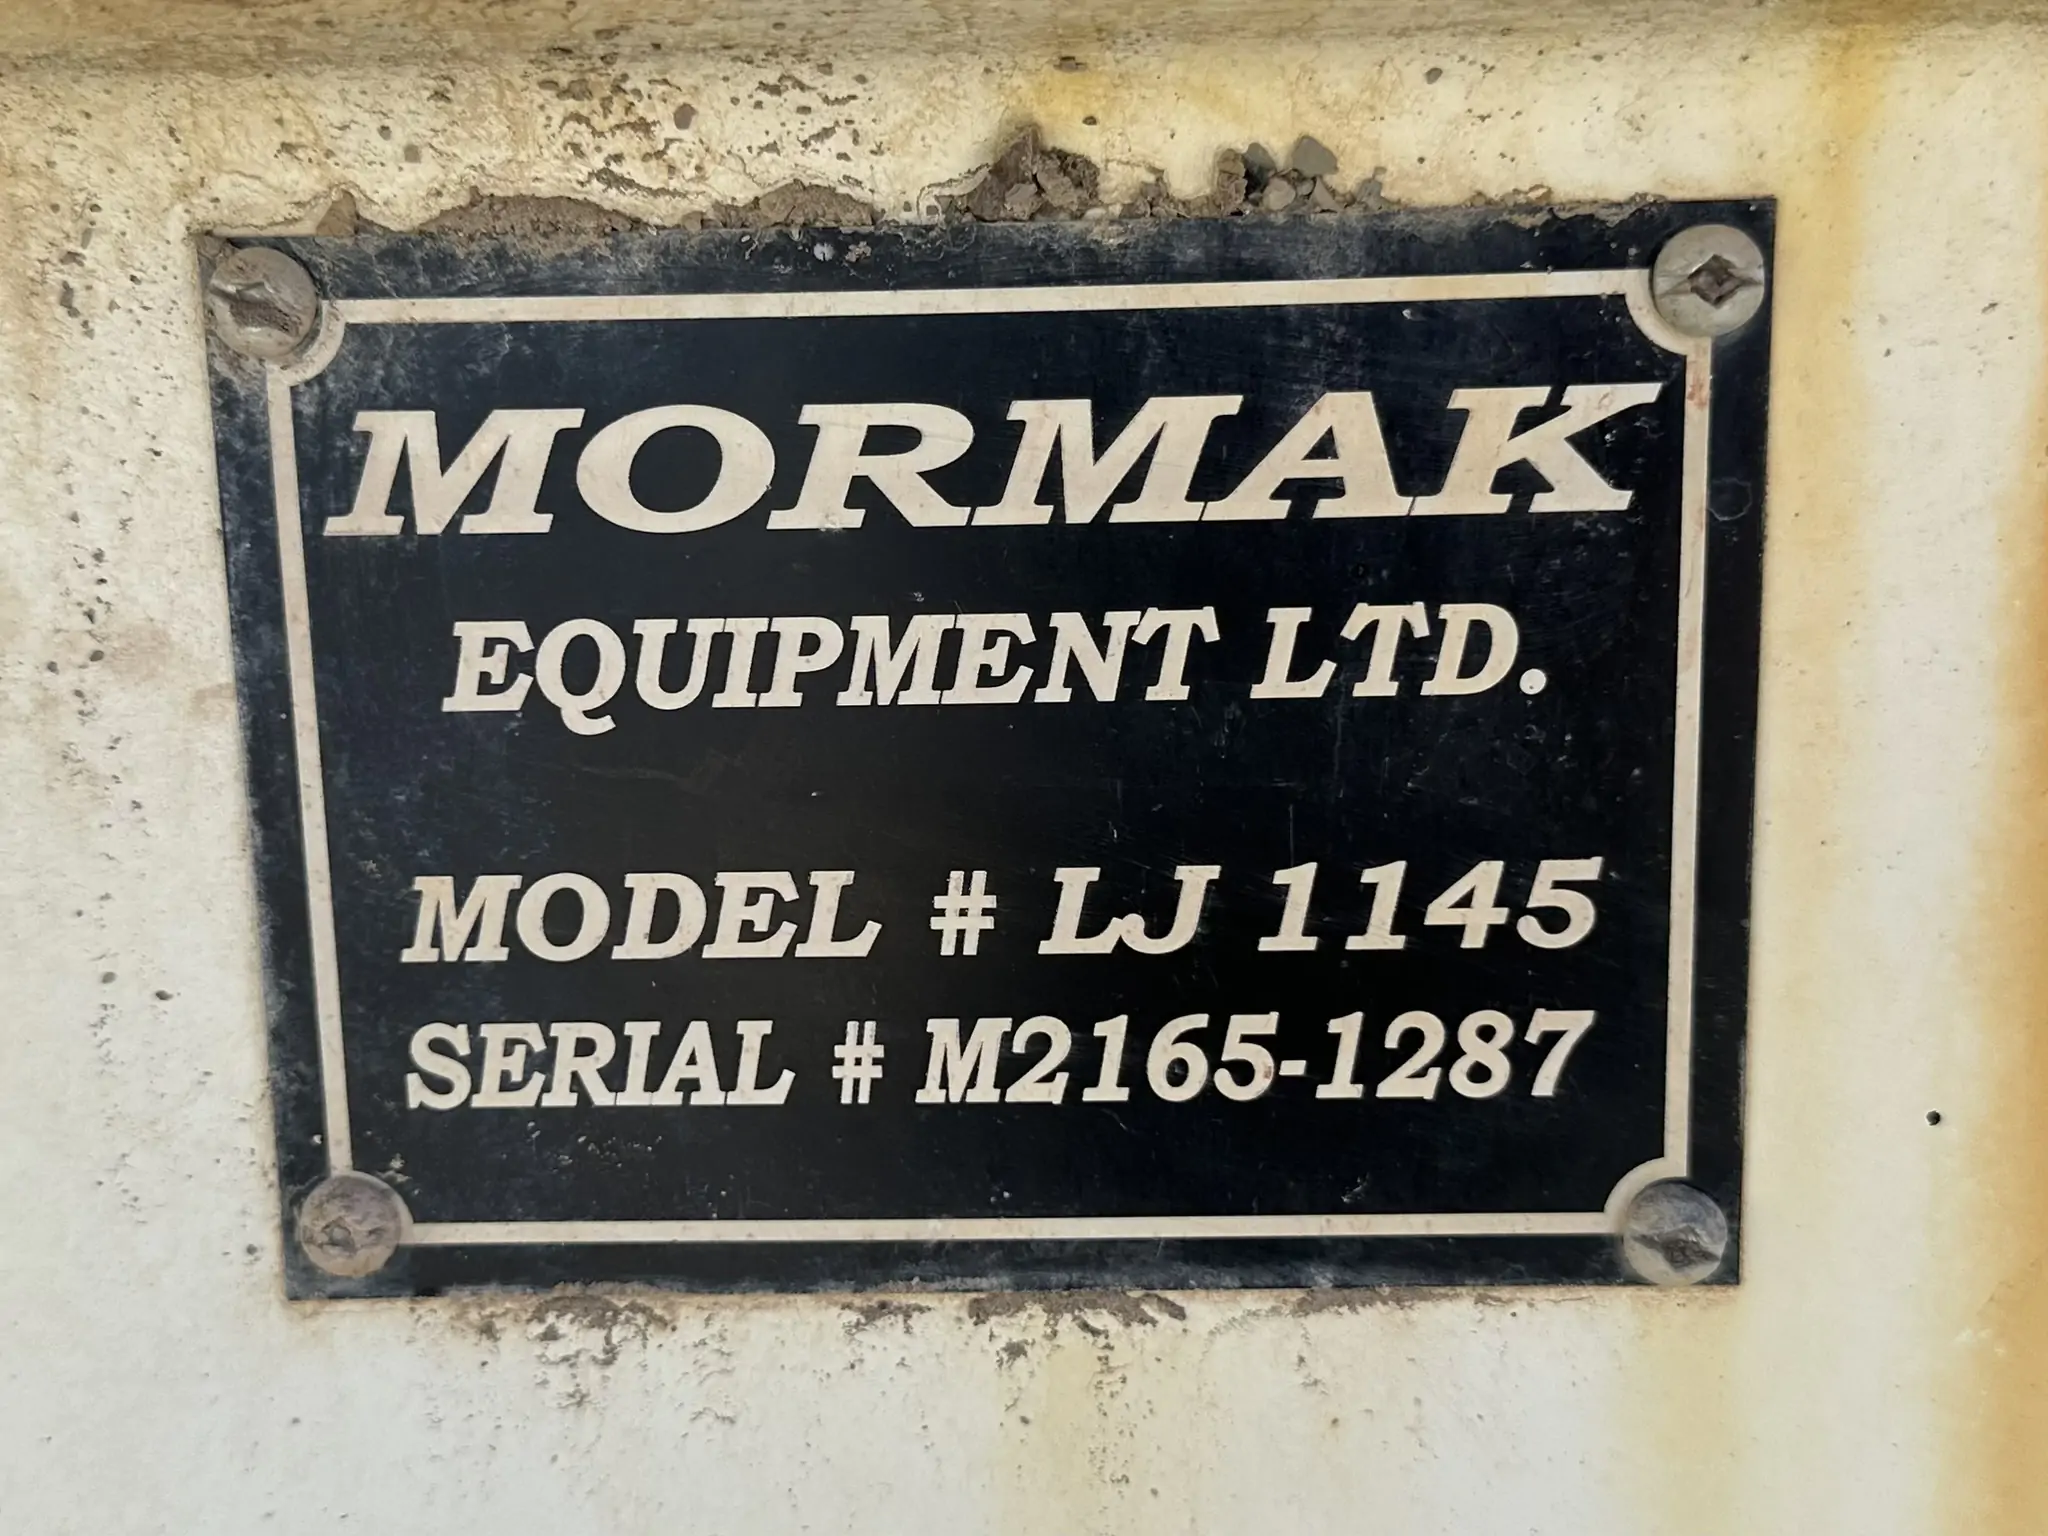 MORMAK
EQUIPMENT LTD.
MODEL # LJ 1145
SERIAL # M2165-1287